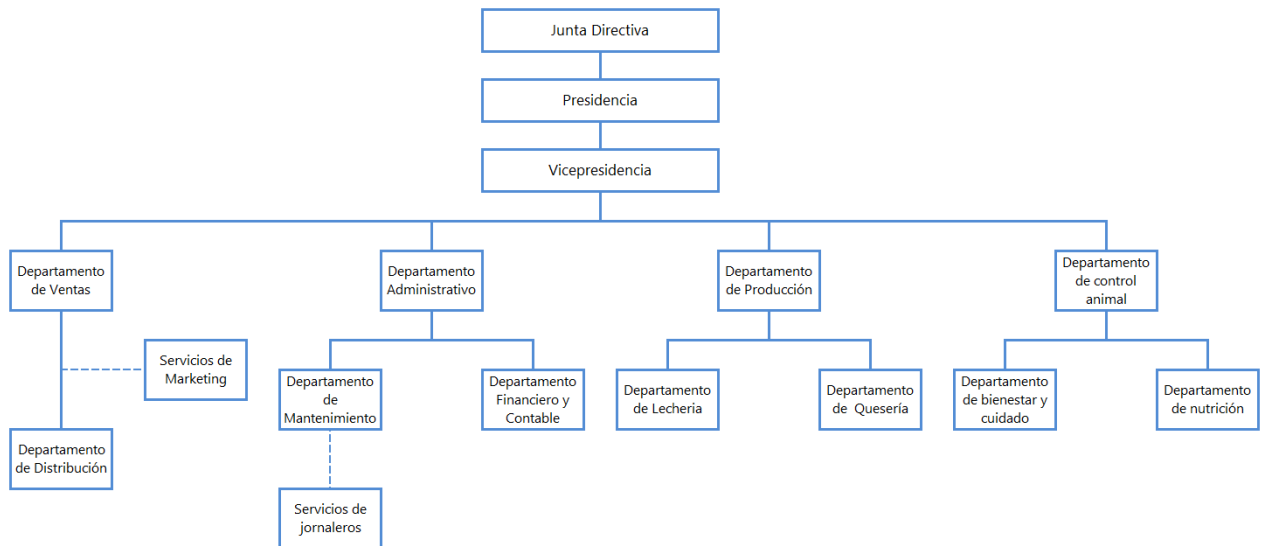 Junta Directiva
Presidencia
Vicepresidencia
Departamento
de Ventas
Departamento
Administrativo
Departamento
de Producción
Departamento
de control
animal
Servicios de
Marketing
Departamento
de
Mantenimiento
Departamento
Financiero y
Contable
Departamento
de Lechería
Departamento
de Quesería
Departamento
de bienestar y
cuidado
Departamento
de nutrición
Departamento
de Distribución
Servicios de
jornaleros